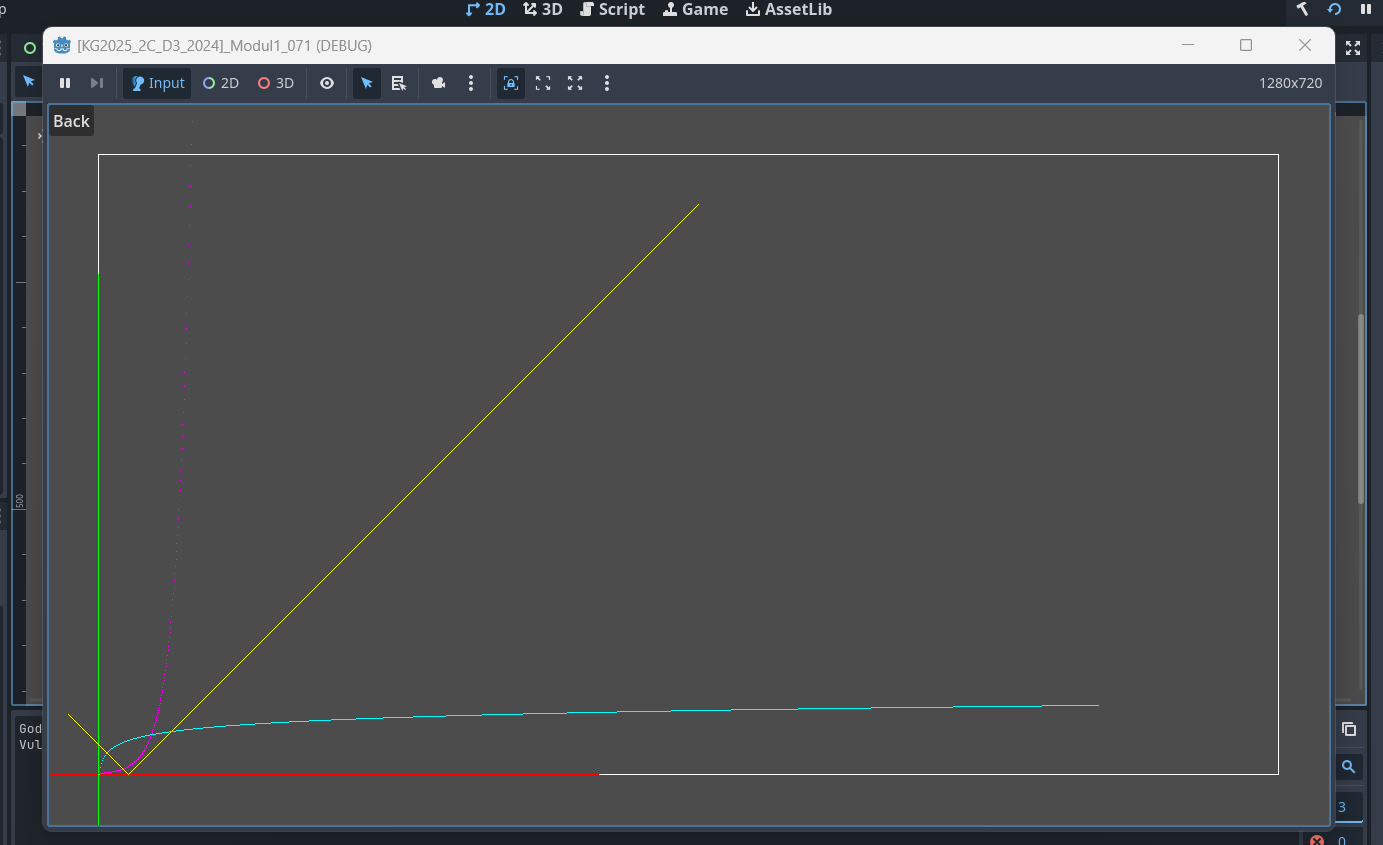 2D 3D Script Game AssetLib
[KG2025_2C_D3_2024]_Modul1_071 (DEBUG)
Input 2D 3D 1280x720
Back
500
God
Vul
3
0